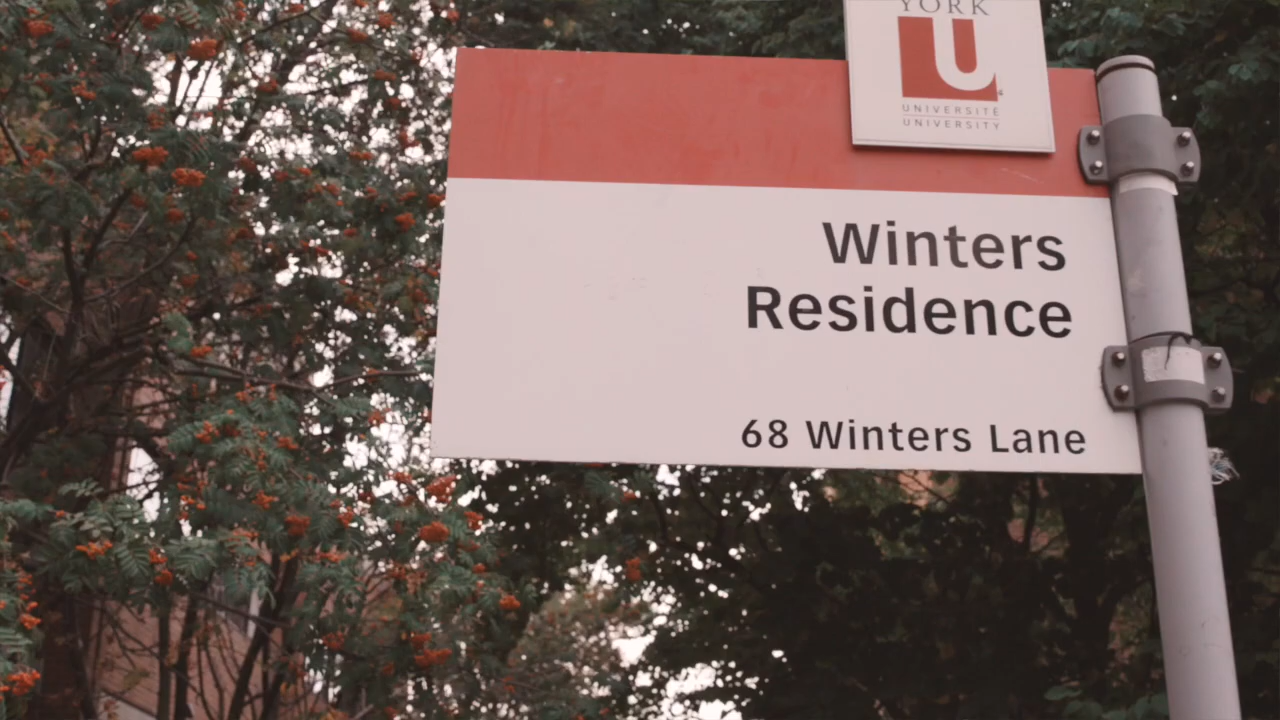 YORK
U
UNIVERSITÉ
UNIVERSITY
Winters
Residence
68 Winters Lane